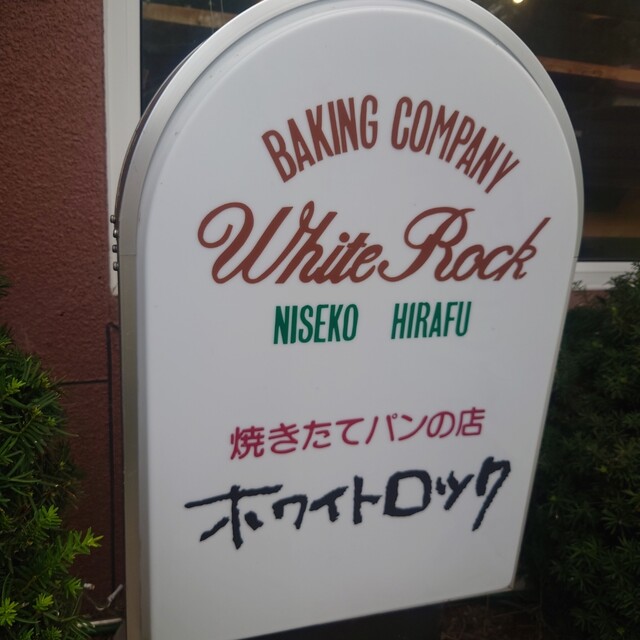 BAKING COMPANY
White Rock
NISEKO HIRAFU
焼きたてパンの店
ホワイトロック